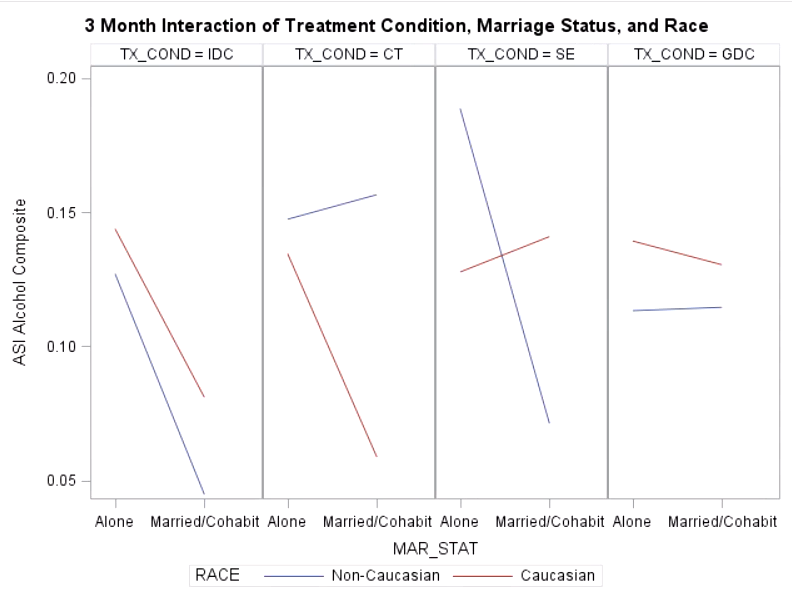 3 Month Interaction of Treatment Condition, Marriage Status, and Race
TX_COND = IDC TX_COND = CT TX_COND = SE TX_COND = GDC
0.20
0.15
0.10
0.05
ASI Alcohol Composite
Alone Married/Cohabit Alone Married/Cohabit Alone Married/Cohabit Alone Married/Cohabit
MAR_STAT
RACE Non-Caucasian Caucasian